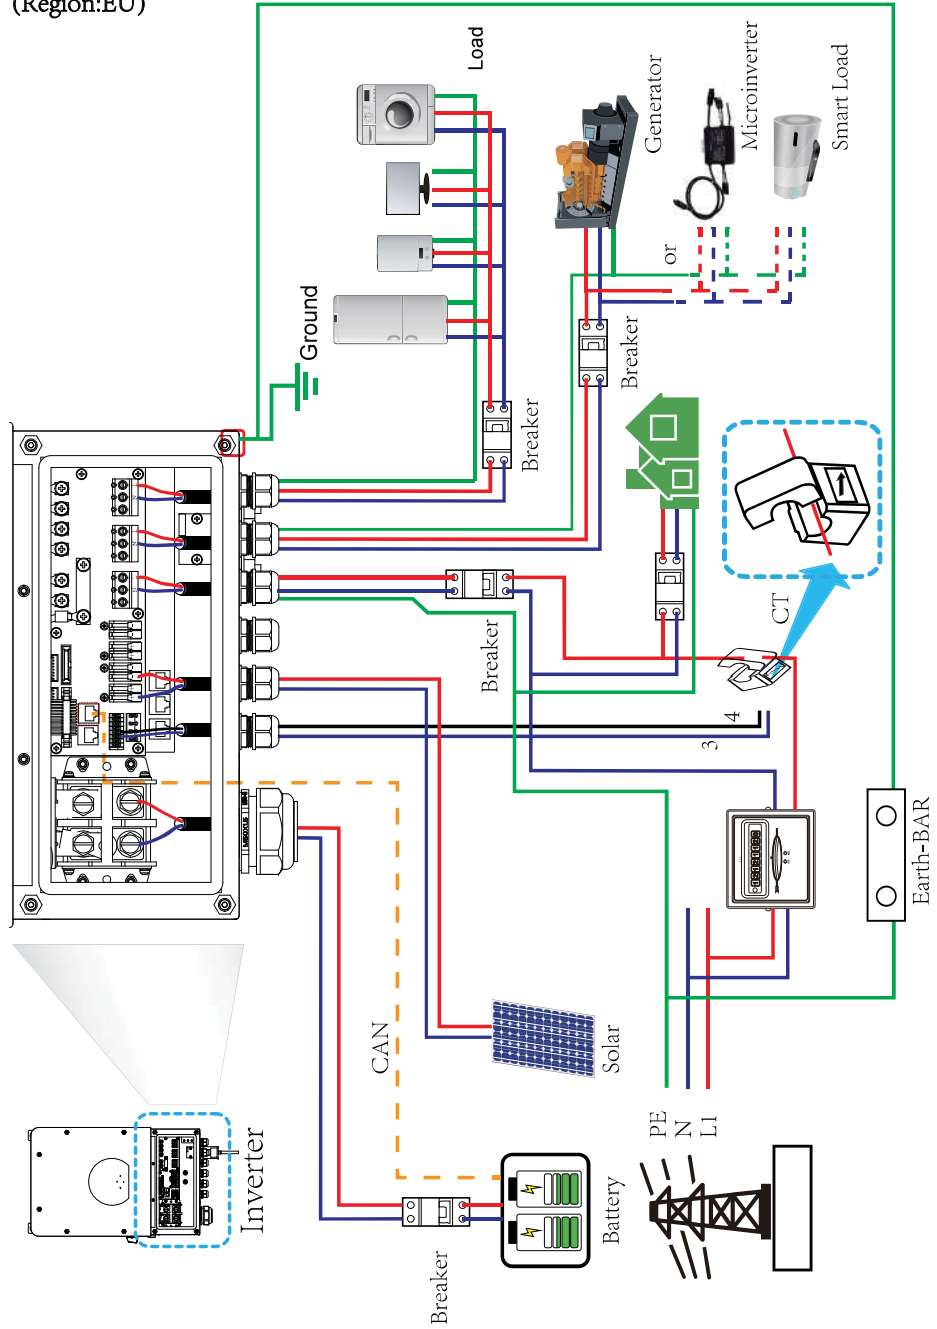 (Region:EU)
Load
Ground
Breaker
Generator
Microinverter
Smart Load
or
Breaker
Breaker
CT
4
3
Earth-BAR
CAN
Solar
PE
N
L1
Inverter
Breaker
Battery